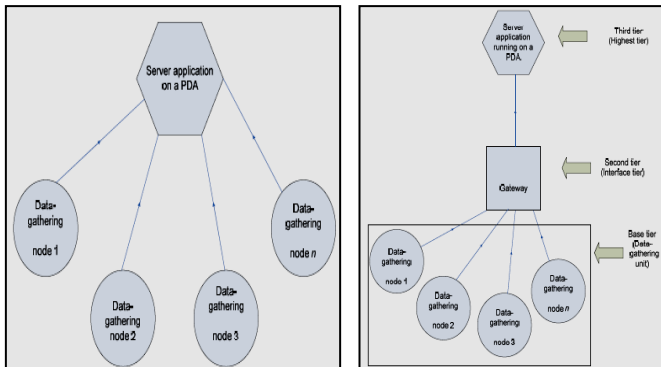 Server application
on a PDA
Data-
gathering
node 1
Data-
gathering
node 2
Data-
gathering
node 3
Data-
gathering
node n
Server
application
running on a
PDA.
Third tier
(Highest tier)
Gateway
Second tier
(Interface tier)
Base tier
(Data-
gathering
unit)
Data-
gathering
node 1
Data-
gathering
node 2
Data-
gathering
node 3
Data-
gathering
node n